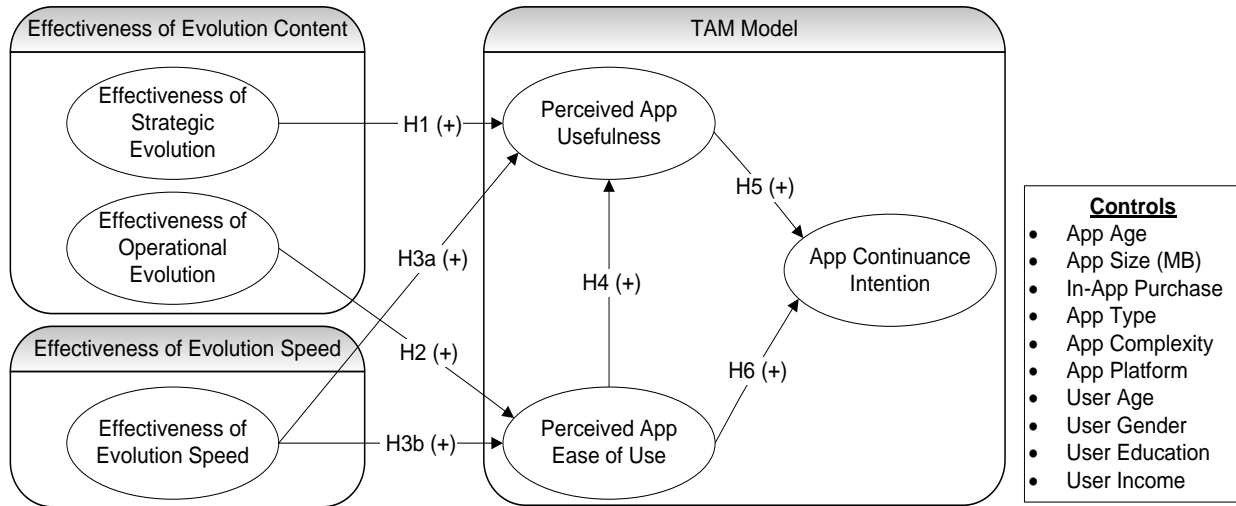 Effectiveness of Evolution Content
Effectiveness of
Strategic
Evolution
Effectiveness of
Operational
Evolution
Effectiveness of Evolution Speed
Effectiveness of
Evolution Speed
H1 (+)
H3a (+)
H2 (+)
H3b (+)
TAM Model
Perceived App
Usefulness
H5 (+)
App Continuance
Intention
H4 (+)
H6 (+)
Perceived App
Ease of Use
Controls
• App Age
• App Size (MB)
• In-App Purchase
• App Type
• App Complexity
• App Platform
• User Age
• User Gender
• User Education
• User Income